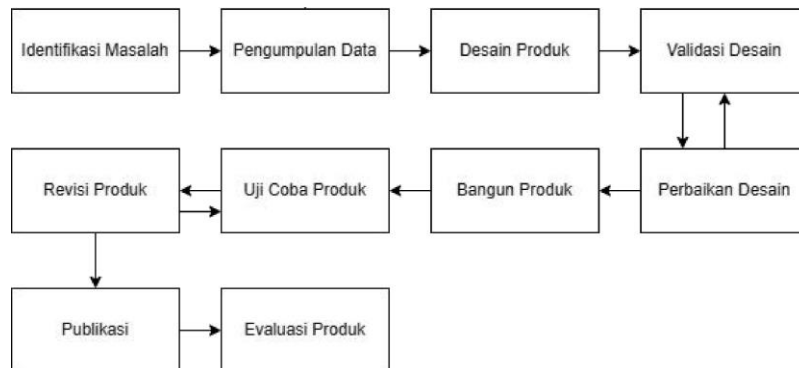 Identifikasi Masalah
Pengumpulan Data
Desain Produk
Validasi Desain
Revisi Produk
Uji Coba Produk
Bangun Produk
Perbaikan Desain
Publikasi
Evaluasi Produk